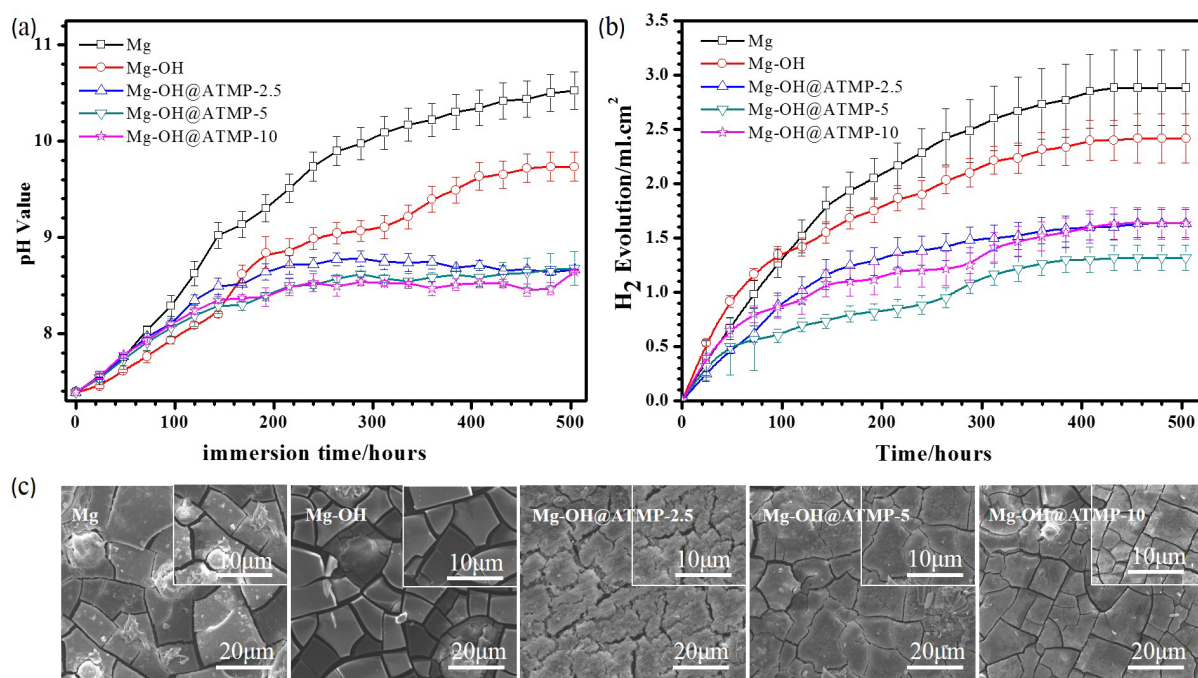 (a)
11
10
9
8
pH Value
Mg
Mg-OH
Mg-OH@ATMP-2.5
Mg-OH@ATMP-5
Mg-OH@ATMP-10
0 100 200 300 400 500
immersion time/hours
(b)
3.5
3.0
2.5
2.0
1.5
1.0
0.5
0.0
H2 Evolution/ml.cm2
Mg
Mg-OH
Mg-OH@ATMP-2.5
Mg-OH@ATMP-5
Mg-OH@ATMP-10
0 100 200 300 400 500
Time/hours
(c)
Mg
10μm
20μm
Mg-OH
10μm
20μm
Mg-OH@ATMP-2.5
10μm
20μm
Mg-OH@ATMP-5
10μm
20μm
Mg-OH@ATMP-10
10μm
20μm